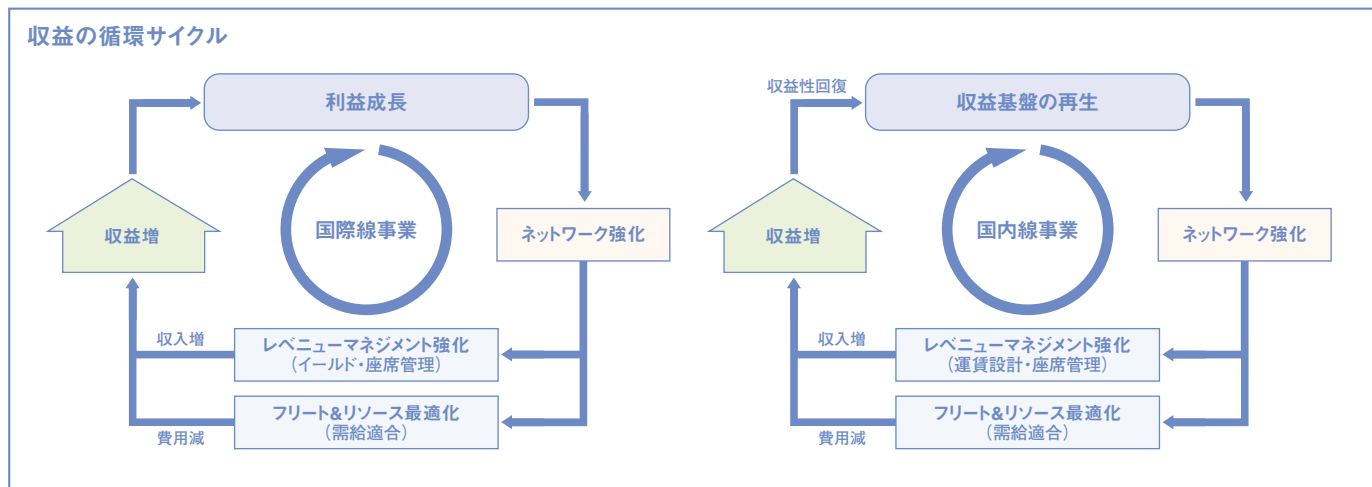 収益の循環サイクル
利益成長
国際線事業
収益増
ネットワーク強化
収入増
レベニューマネジメント強化
(イールド・座席管理)
費用減
フリート&リソース最適化
(需給適合)
収益性回復
収益基盤の再生
国内線事業
収益増
ネットワーク強化
収入増
レベニューマネジメント強化
(運賃設計・座席管理)
費用減
フリート&リソース最適化
(需給適合)